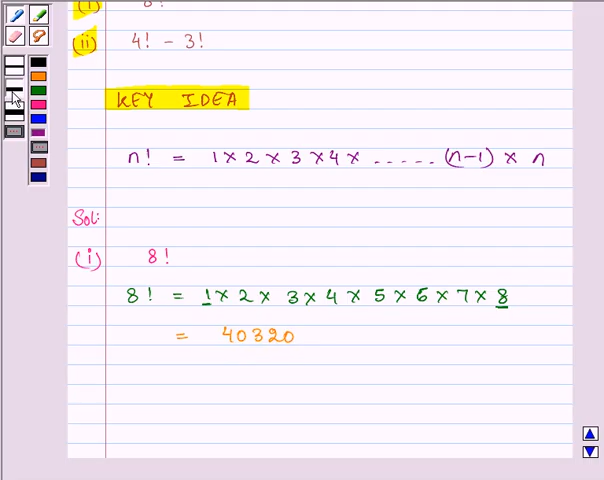 (i) 8!
(ii) 4! - 3!
KEY IDEA
n! = 1 × 2 × 3 × 4 × ...... (n-1) × n
Sol:
(i) 8!
8! = 1 × 2 × 3 × 4 × 5 × 6 × 7 × 8
= 40320